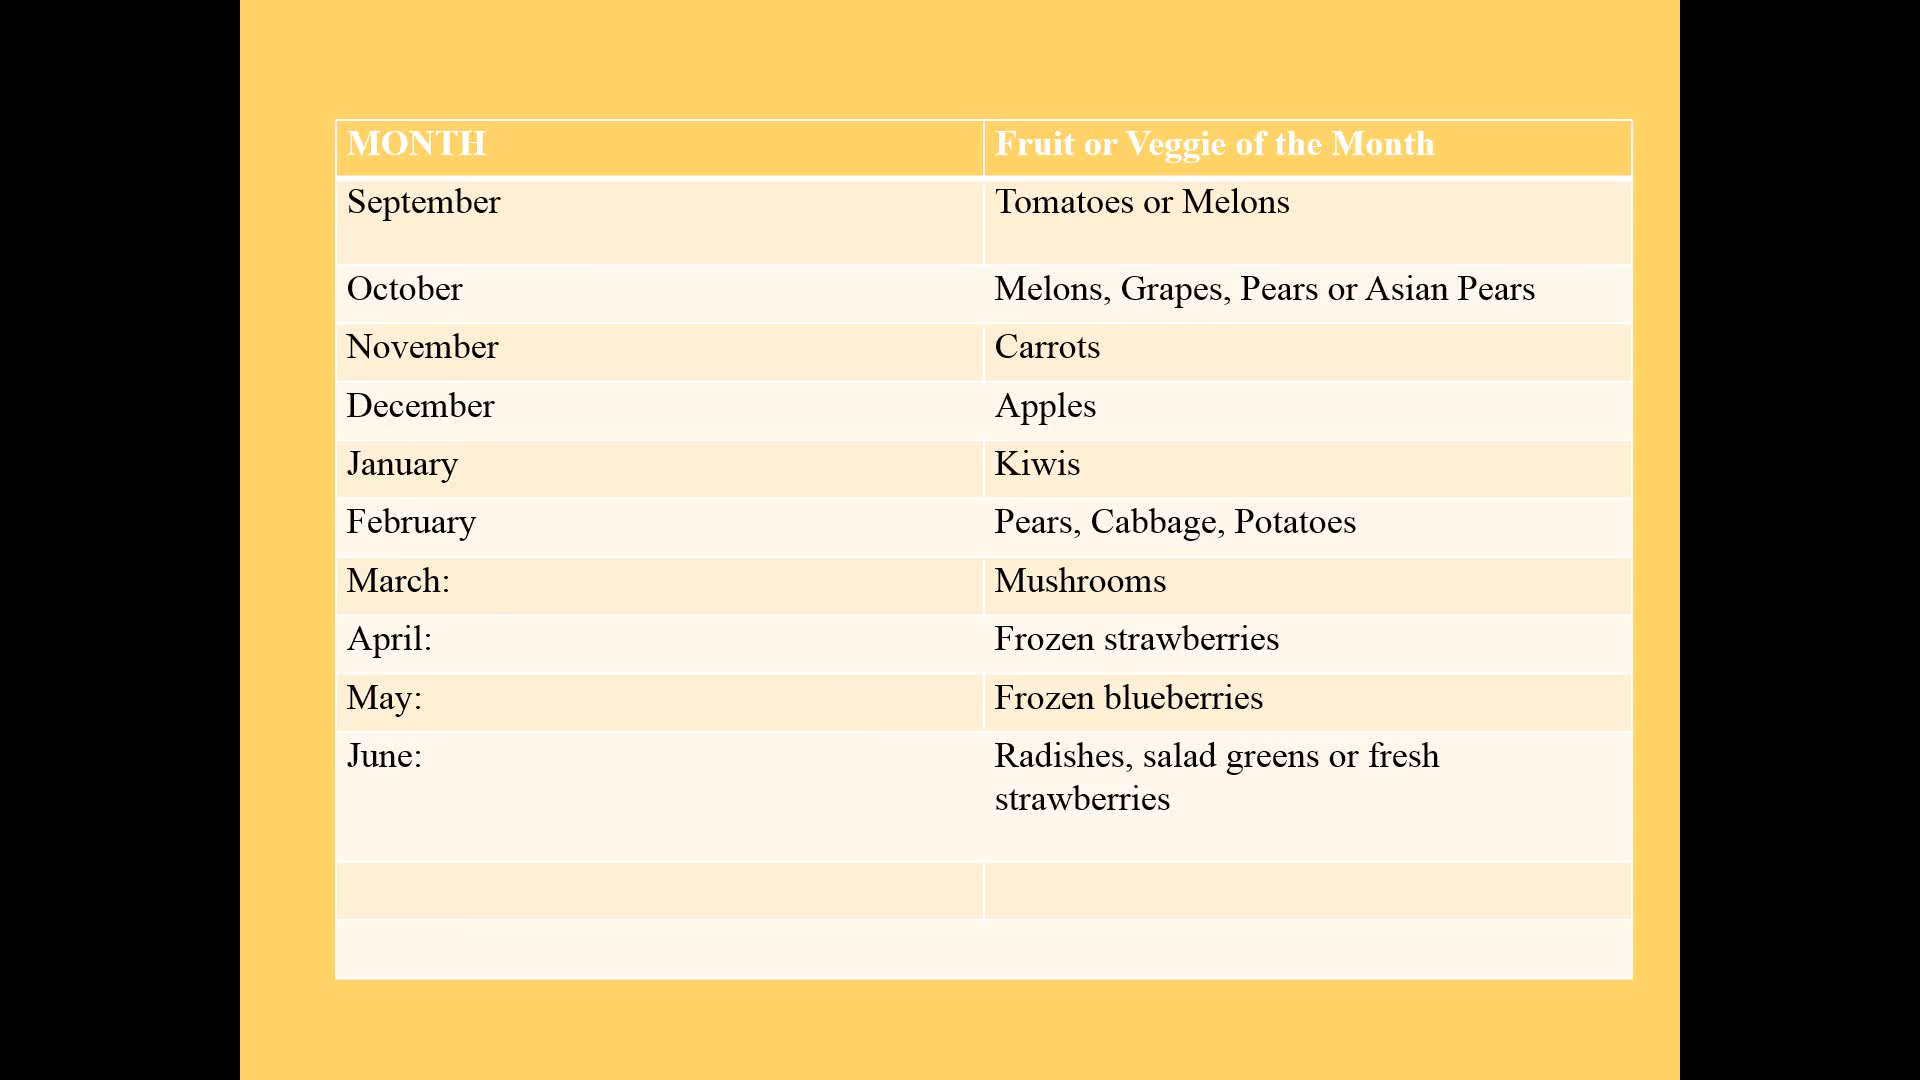 MONTH Fruit or Veggie of the Month
September Tomatoes or Melons
October Melons, Grapes, Pears or Asian Pears
November Carrots
December Apples
January Kiwis
February Pears, Cabbage, Potatoes
March: Mushrooms
April: Frozen strawberries
May: Frozen blueberries
June: Radishes, salad greens or fresh
strawberries